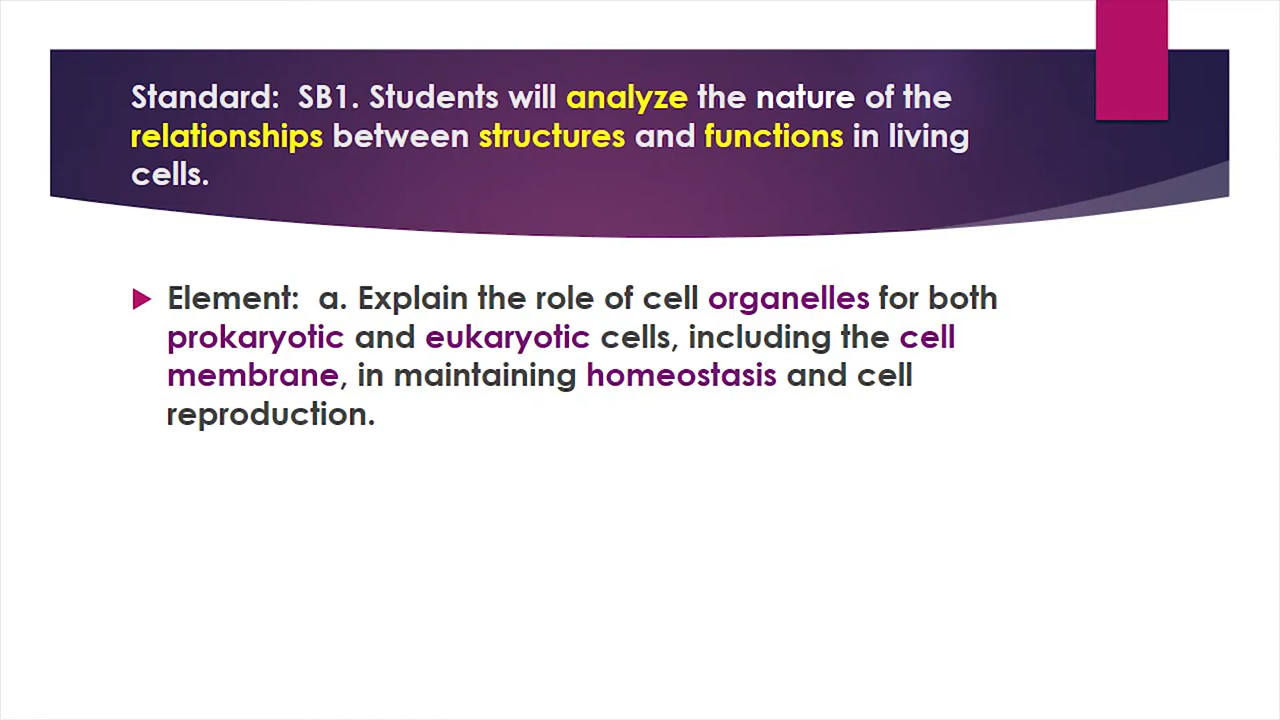 Standard:  SB1. Students will analyze the nature of the
relationships between structures and functions in living
cells.
Element:  a. Explain the role of cell organelles for both
prokaryotic and eukaryotic cells, including the cell
membrane, in maintaining homeostasis and cell
reproduction.